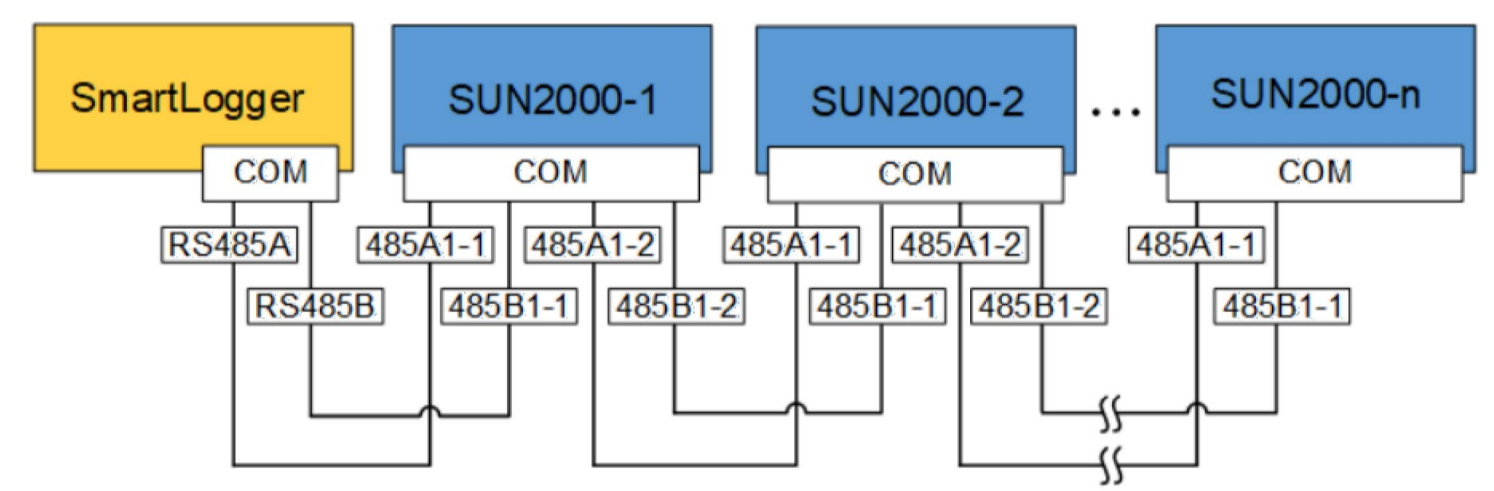 SmartLogger
SUN2000-1
SUN2000-2
...
SUN2000-n
COM
COM
COM
COM
RS485A
485A1-1
485A1-2
485A1-1
485A1-2
485A1-1
RS485B
485B1-1
485B1-2
485B1-1
485B1-2
485B1-1